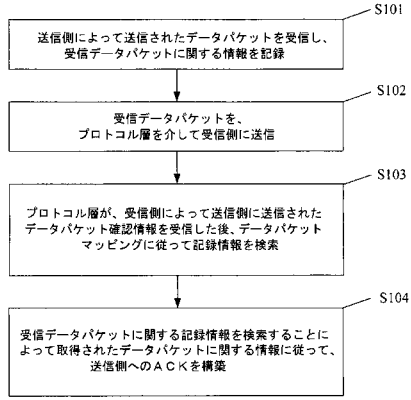 S101
送信側によって送信されたデータパケットを受信し、
受信データパケットに関する情報を記録
S102
受信データパケットを、
プロトコル層を介して受信側に送信
S103
プロトコル層が、受信側によって送信側に送信された
データパケット確認情報を受信した後、データパケット
マッピングに従って記録情報を検索
S104
受信データパケットに関する記録情報を検索することに
よって取得されたデータパケットに関する情報に従って、
送信側へのACKを構築